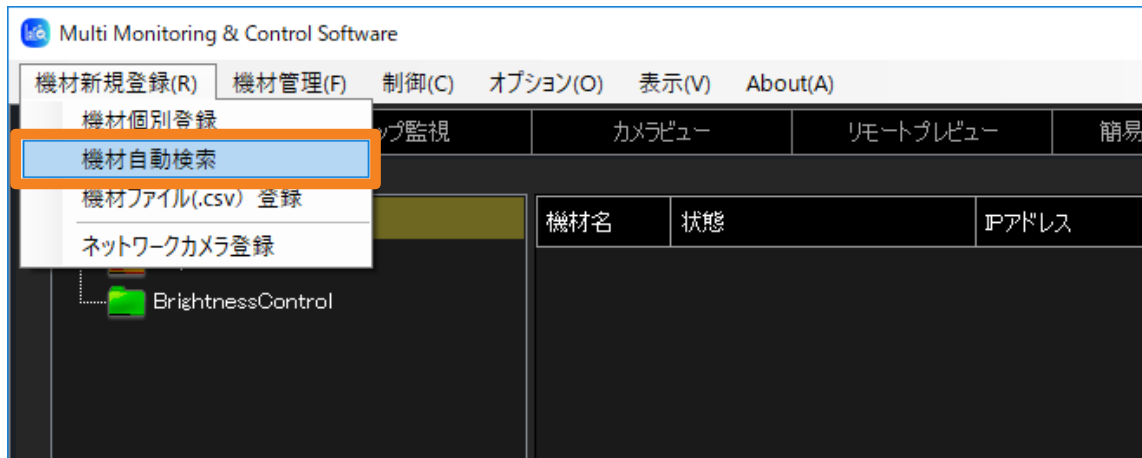 Multi Monitoring & Control Software
機材新規登録(R) 機材管理(F) 制御(C) オプション(O) 表示(V) About(A)
機材個別登録
機材自動検索
機材ファイル(.csv）登録
ネットワークカメラ登録
ップ監視 カメラビュー リモートプレビュー 簡易
機材名 状態 IPアドレス
BrightnessControl